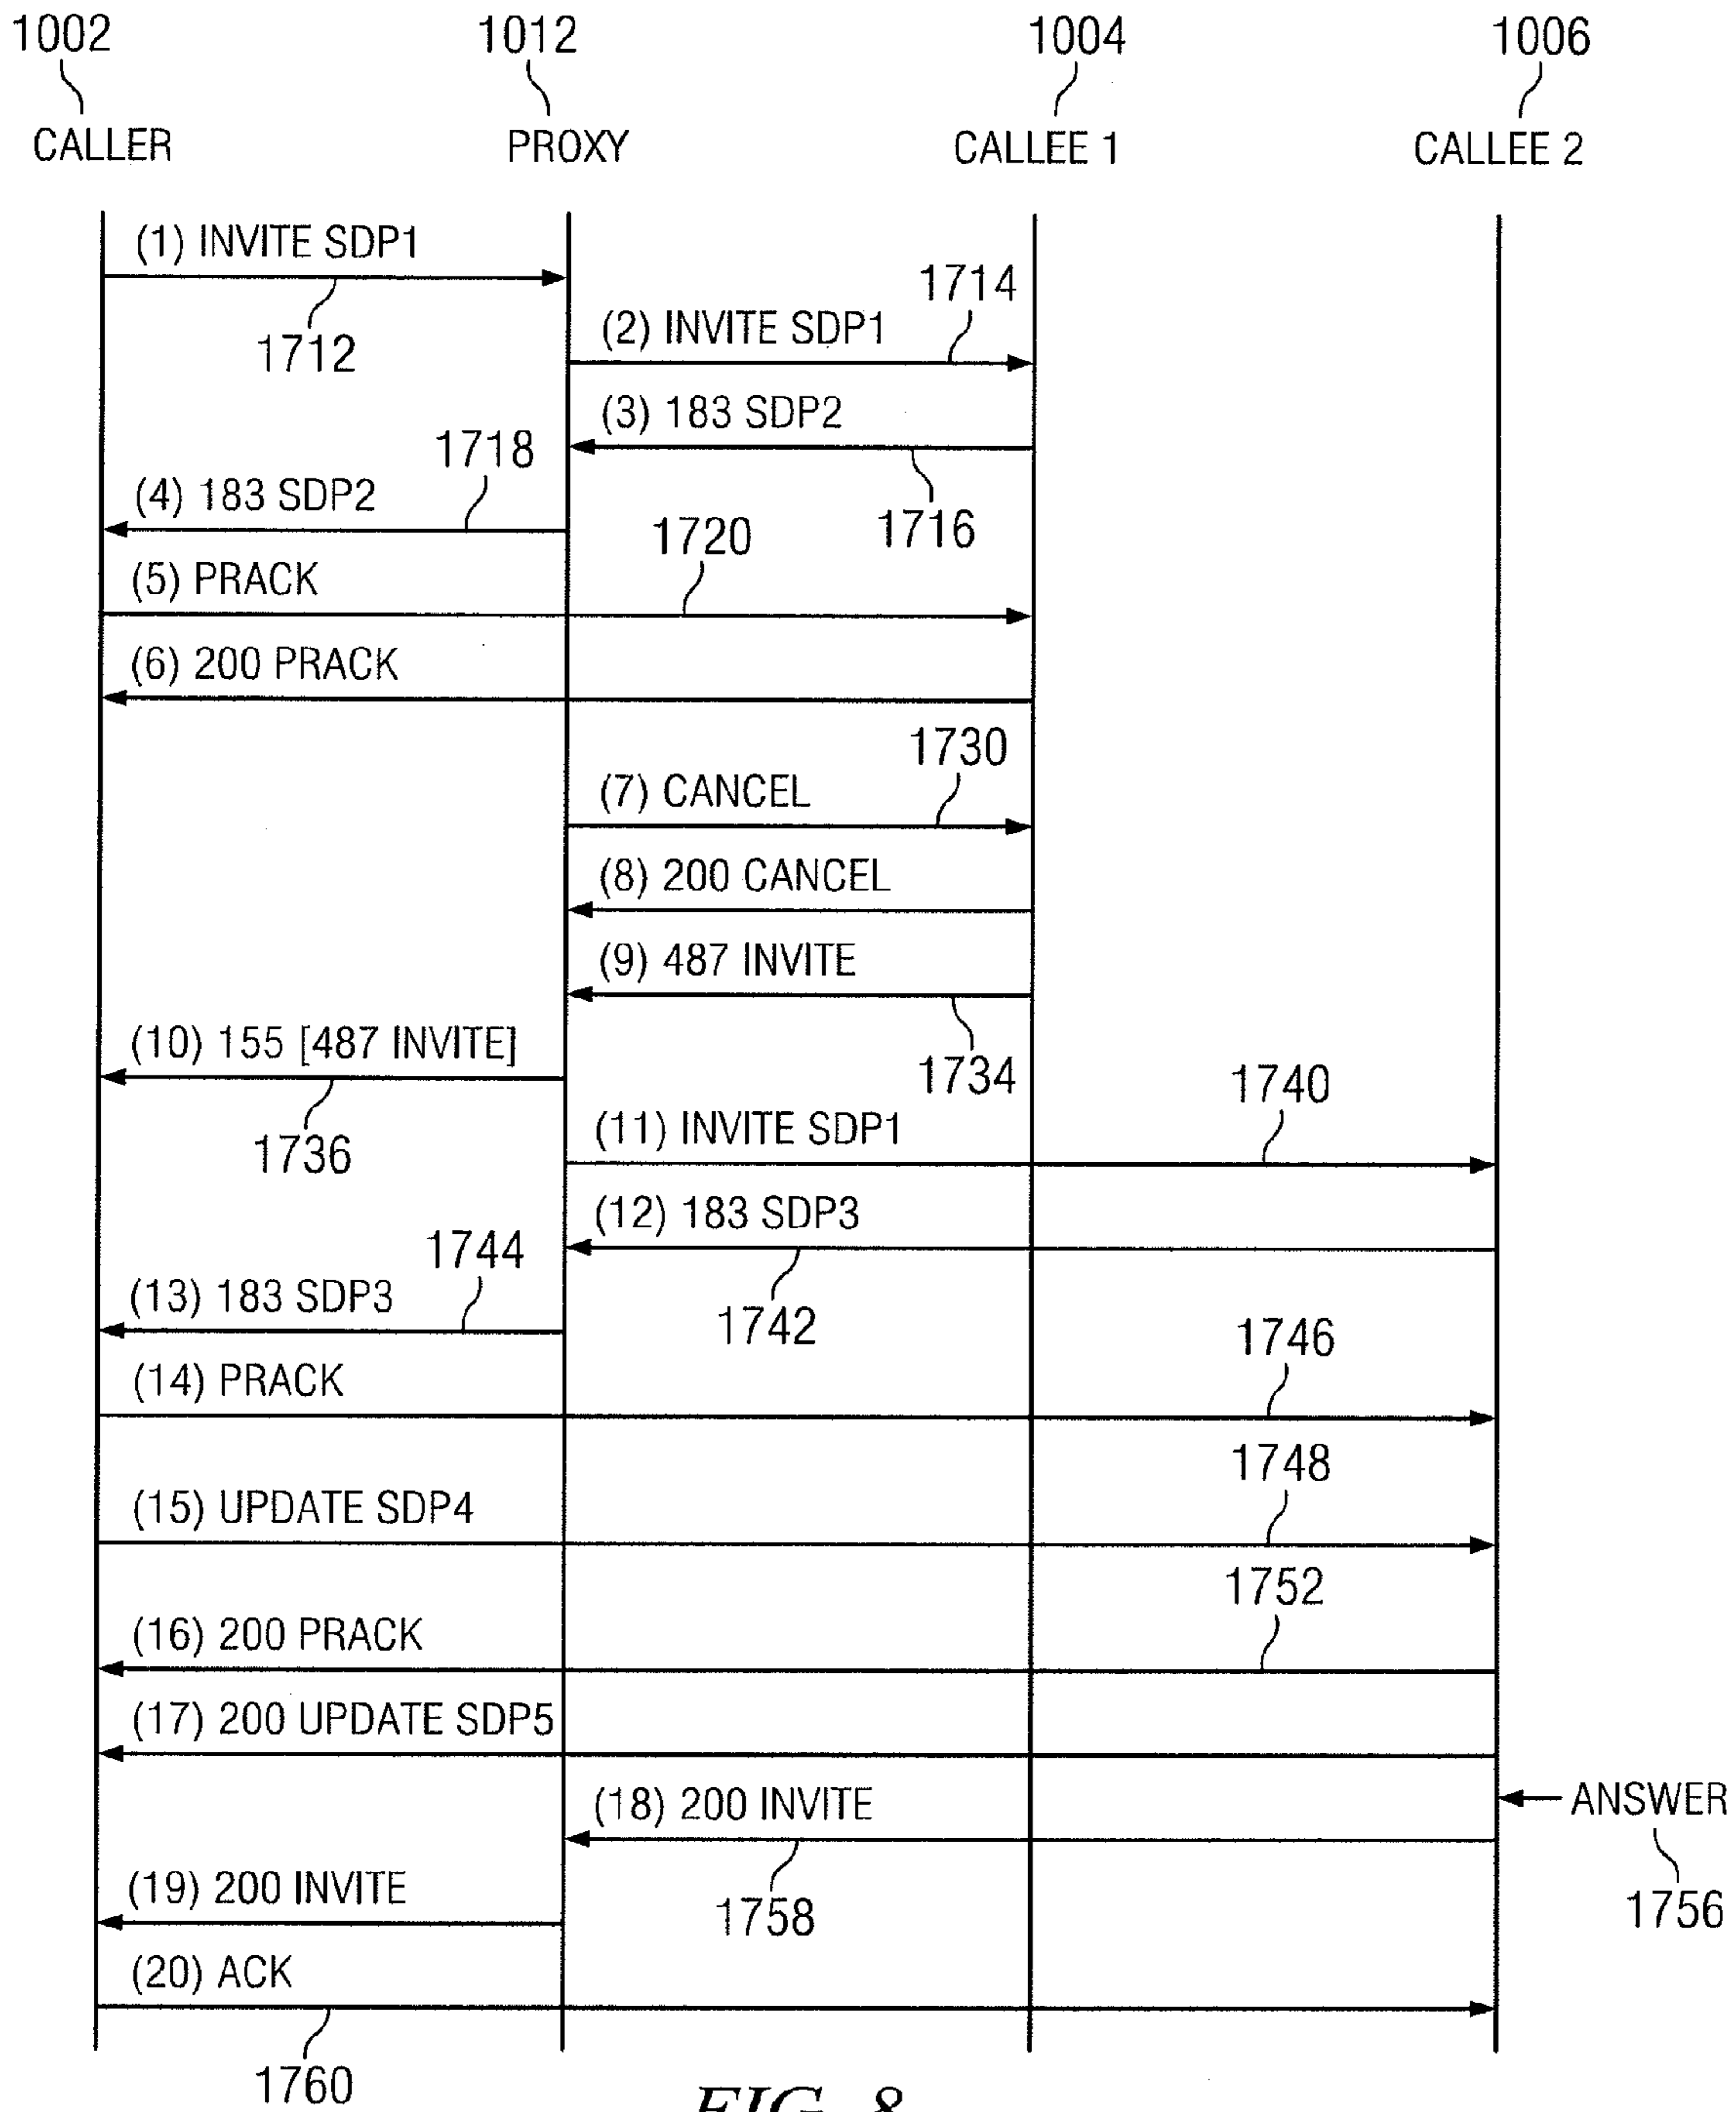 1002 1012 1004 1006
CALLER PROXY CALLEE 1 CALLEE 2
(1) INVITE SDP1
1712
1714
(2) INVITE SDP1
(3) 183 SDP2
1716
1718
(4) 183 SDP2
1720
(5) PRACK
(6) 200 PRACK
1730
(7) CANCEL
(8) 200 CANCEL
(9) 487 INVITE
1734
(10) 155 [487 INVITE]
1736
1740
(11) INVITE SDP1
(12) 183 SDP3
1742
1744
(13) 183 SDP3
1746
(14) PRACK
1748
(15) UPDATE SDP4
1752
(16) 200 PRACK
(17) 200 UPDATE SDP5
ANSWER
1756
(18) 200 INVITE
1758
(19) 200 INVITE
(20) ACK
1760
FIG. 8